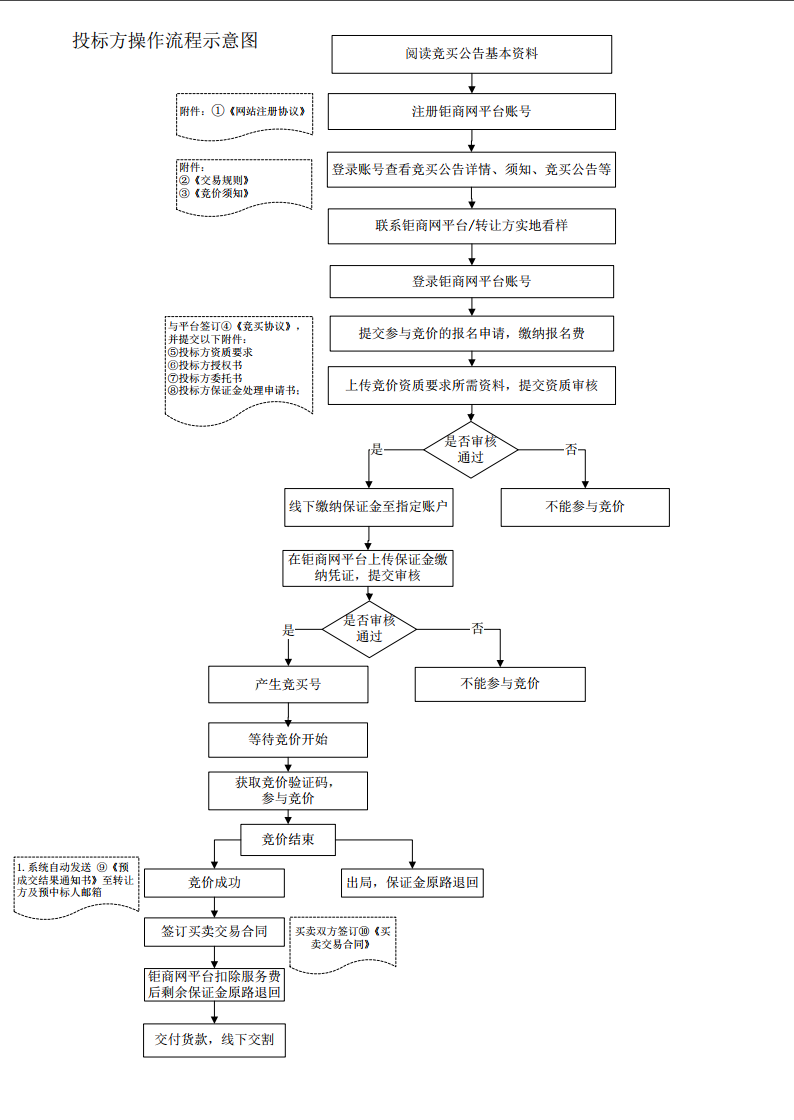 投标方操作流程示意图
阅读竞买公告基本资料
附件：①《网站注册协议》
注册钜商网平台账号
附件：
②《交易规则》
③《竞价须知》
登录账号查看竞买公告详情、须知、竞买公告等
联系钜商网平台/转让方实地看样
登录钜商网平台账号
与平台签订④《竞买协议》，
并提交以下附件：
⑤投标方资质要求
⑥投标方授权书
⑦投标方委托书
⑧投标方保证金处理申请书；
提交参与竞价的报名申请，缴纳报名费
上传竞价资质要求所需资料，提交资质审核
是否审核
通过
是
否
线下缴纳保证金至指定账户
不能参与竞价
在钜商网平台上传保证金缴
纳凭证，提交审核
是否审核
通过
是
否
产生竞买号
不能参与竞价
等待竞价开始
获取竞价验证码，
参与竞价
竞价结束
1.系统自动发送 ⑨《预
成交结果通知书》至转让
方及预中标人邮箱
竞价成功
出局，保证金原路退回
签订买卖交易合同
买卖双方签订⑩《买
卖交易合同》
钜商网平台扣除服务费
后剩余保证金原路退回
交付货款，线下交割